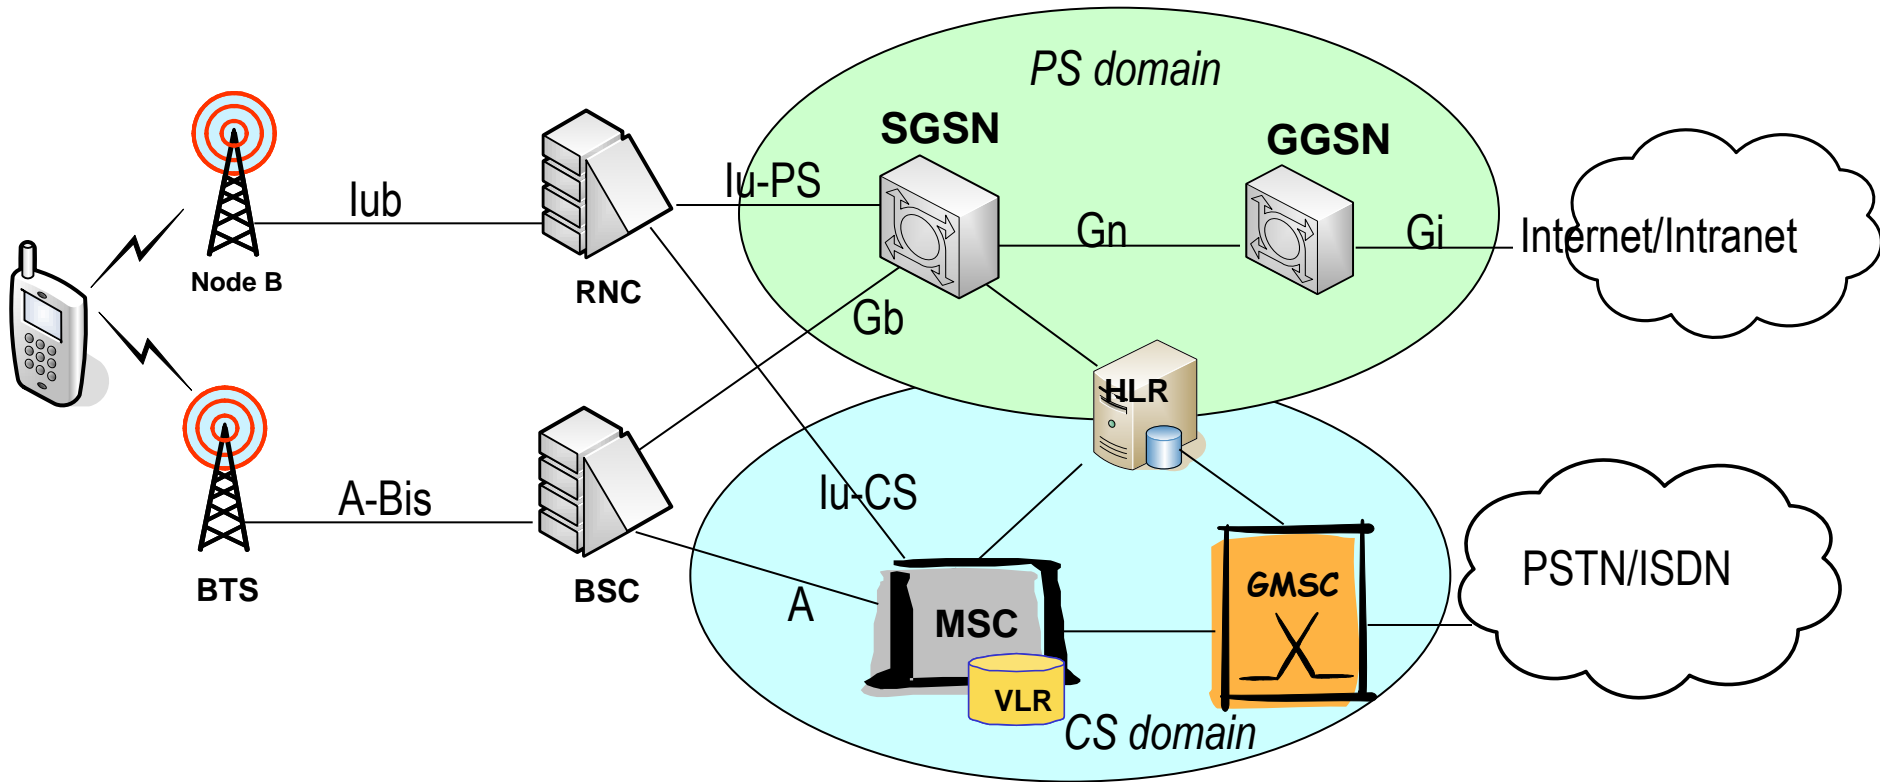 PS domain
SGSN
GGSN
Iub
Iu-PS
Gn
Gi
Internet/Intranet
Node B
RNC
Gb
HLR
A-Bis
Iu-CS
BTS
BSC
A
MSC
GMSC
PSTN/ISDN
VLR
CS domain